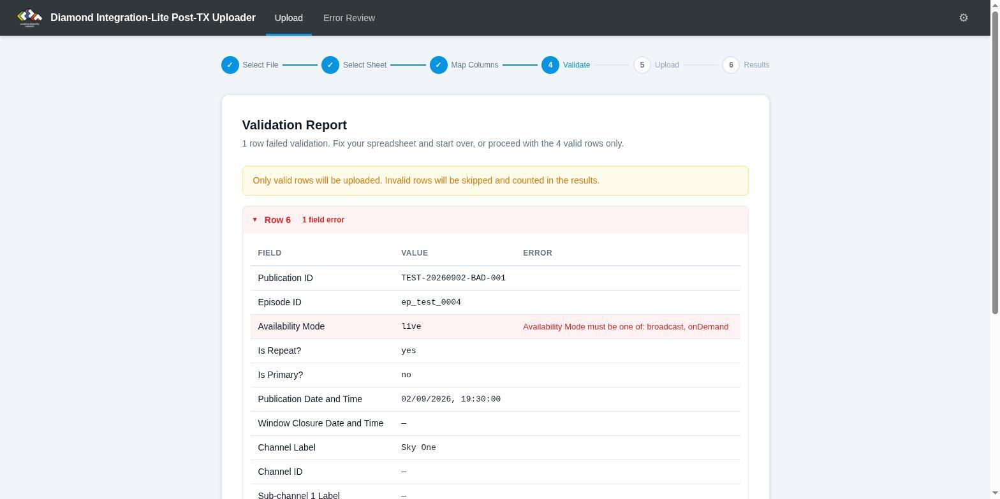 creative diversity
network
Diamond Integration-Lite Post-TX Uploader Upload Error Review
✓ Select File ✓ Select Sheet ✓ Map Columns 4 Validate 5 Upload 6 Results
Validation Report
1 row failed validation. Fix your spreadsheet and start over, or proceed with the 4 valid rows only.
Only valid rows will be uploaded. Invalid rows will be skipped and counted in the results.
▼ Row 6 1 field error
FIELD VALUE ERROR
Publication ID TEST-20260902-BAD-001
Episode ID ep_test_0004
Availability Mode live Availability Mode must be one of: broadcast, onDemand
Is Repeat? yes
Is Primary? no
Publication Date and Time 02/09/2026, 19:30:00
Window Closure Date and Time —
Channel Label Sky One
Channel ID —
Sub-channel 1 Label —